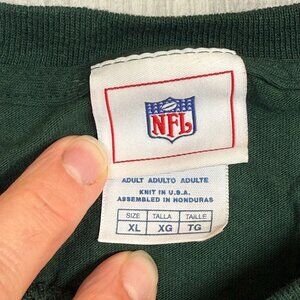 NFL
ADULT ADULTO ADULTE
KNIT IN U.S.A.
ASSEMBLED IN HONDURAS
SIZE TALLA TAILLE
XL XG TG